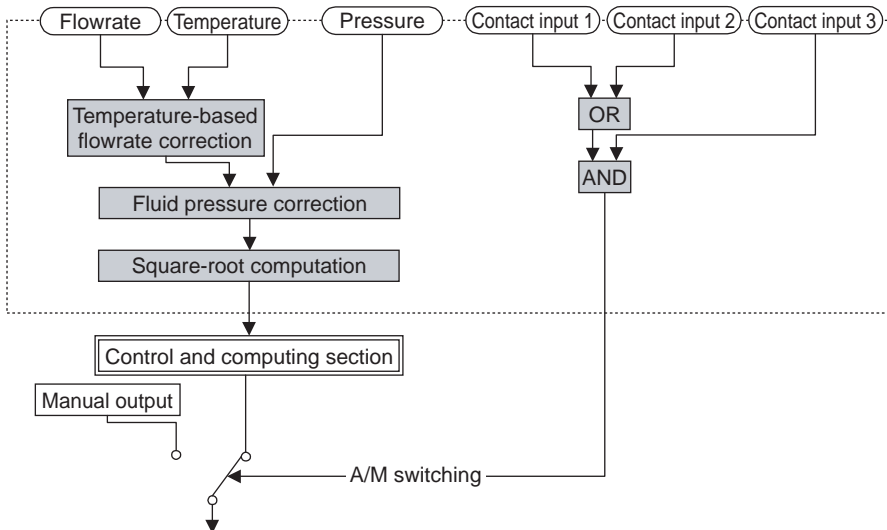 Flowrate
Temperature
Pressure
Contact input 1
Contact input 2
Contact input 3
Temperature-based
flowrate correction
OR
AND
Fluid pressure correction
Square-root computation
Control and computing section
Manual output
A/M switching